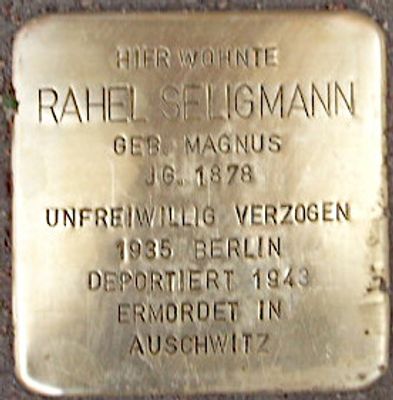 HIER WOHNTE
RAHEL SELIGMANN
GEB. MAGNUS
JG. 1878
UNFREIWILLIG VERZOGEN
1935 BERLIN
DEPORTIERT 1943
ERMORDET IN
AUSCHWITZ